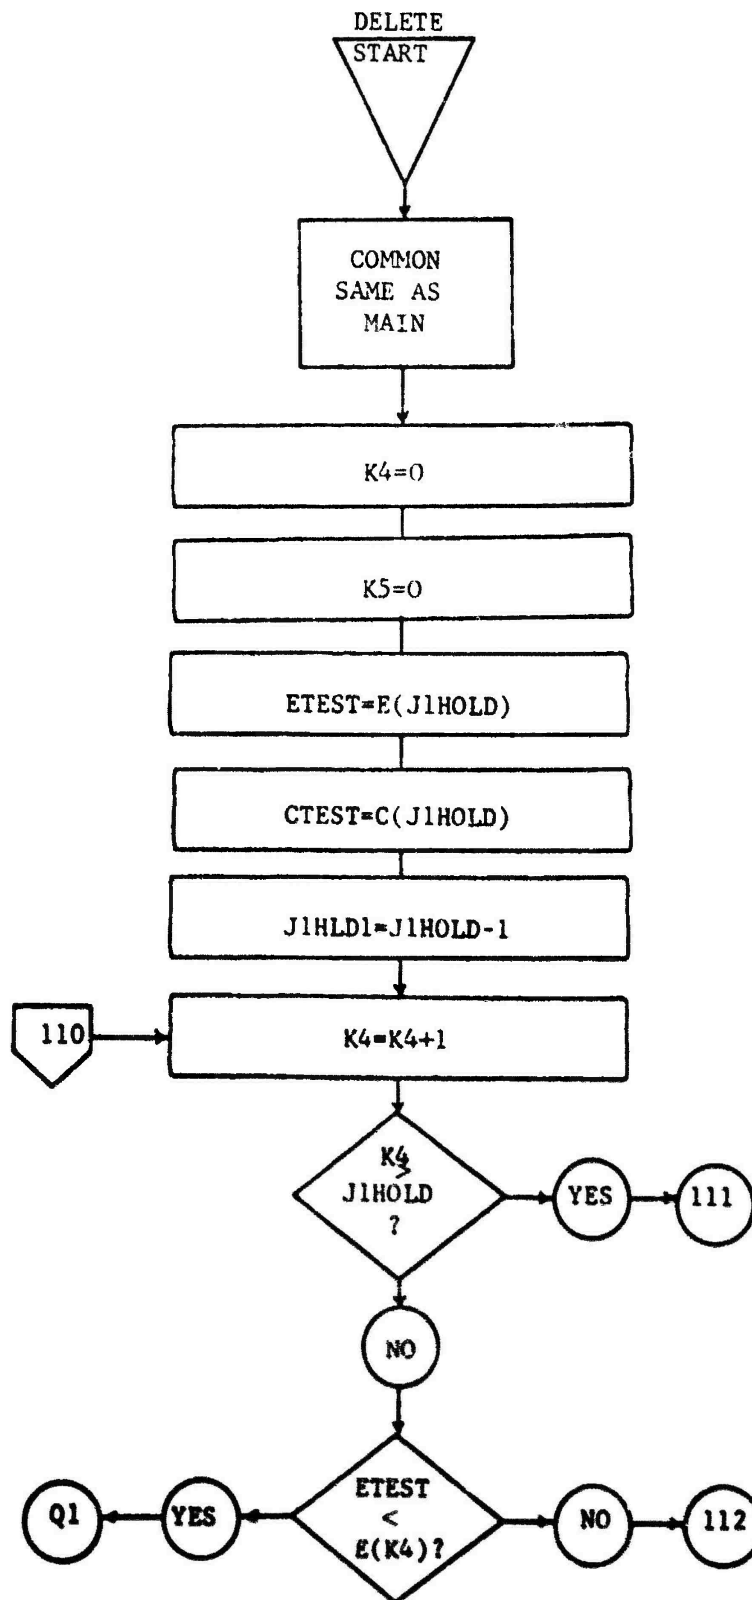 DELETE
START
COMMON
SAME AS
MAIN
K4=0
K5=0
ETEST=E(J1HOLD)
CTEST=C(J1HOLD)
J1HLD1=J1HOLD-1
110
K4=K4+1
K4
>
J1HOLD
?
YES
111
NO
ETEST
<
E(K4)?
Q1
YES
NO
112